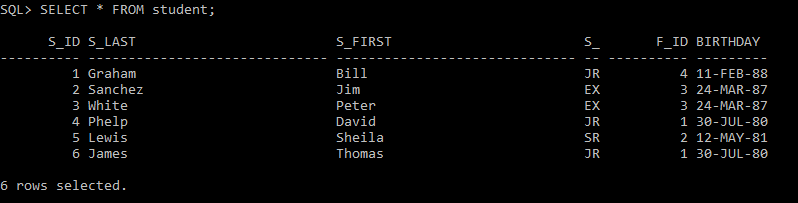 SQL> SELECT * FROM student;
      S_ID S_LAST                         S_FIRST                        S_       F_ID BIRTHDAY
---------- ------------------------------ ------------------------------ -- ---------- ---------
         1 Graham                         Bill                           JR          4 11-FEB-88
         2 Sanchez                        Jim                            EX          3 24-MAR-87
         3 White                          Peter                          EX          3 24-MAR-87
         4 Phelp                          David                          JR          1 30-JUL-80
         5 Lewis                          Sheila                         SR          2 12-MAY-81
         6 James                          Thomas                         JR          1 30-JUL-80
6 rows selected.